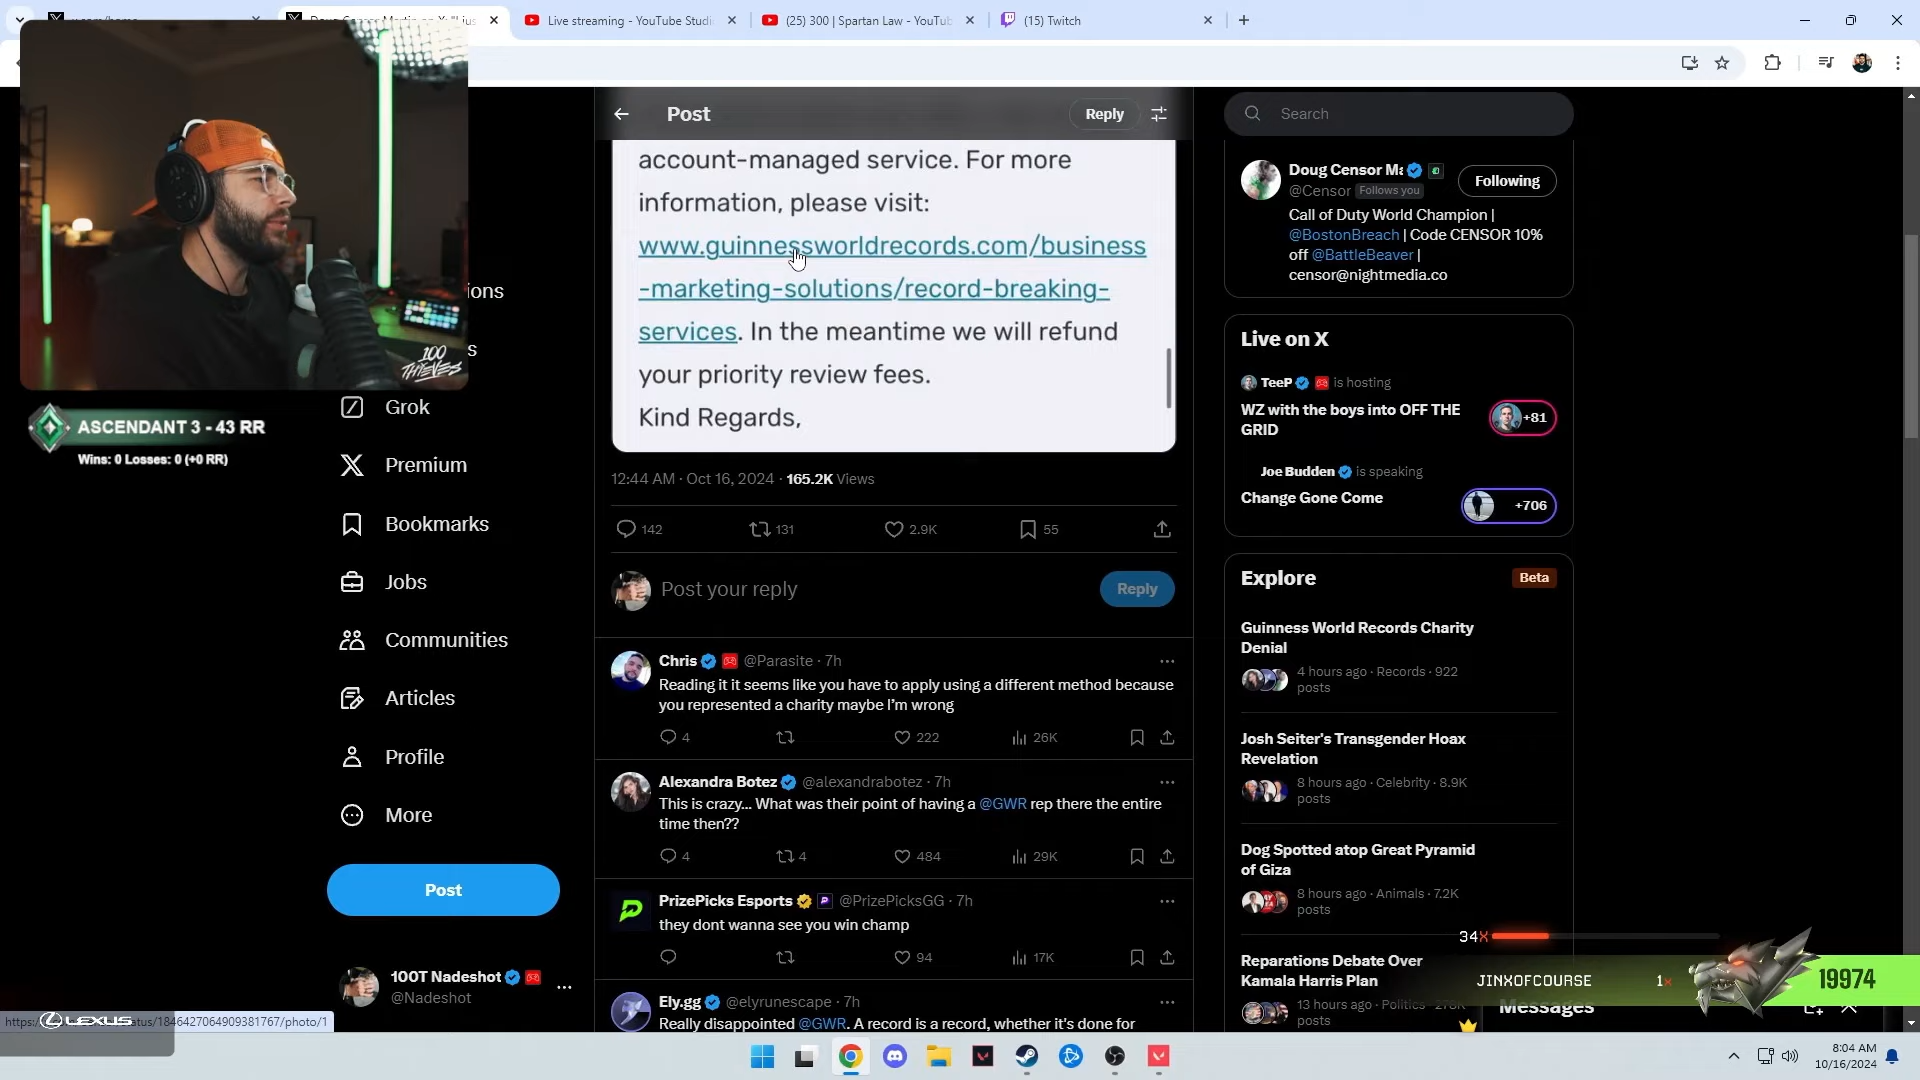 Live streaming - YouTube Studi
(25) 300 | Spartan Law - YouTub
(15) Twitch
100 THIEVES
ASCENDANT 3 - 43 RR
Wins: 0 Losses: 0 (+0 RR)
ions
s
Grok
Premium
Bookmarks
Jobs
Communities
Articles
Profile
More
Post
100T Nadeshot
@Nadeshot
LEXUS
Post
Reply
account-managed service. For more
information, please visit:
www.guinnessworldrecords.com/business
-marketing-solutions/record-breaking-
services. In the meantime we will refund
your priority review fees.
Kind Regards,
12:44 AM · Oct 16, 2024 · 165.2K Views
142 131 2.9K 55
Post your reply
Reply
Chris @Parasite · 7h
Reading it it seems like you have to apply using a different method because
you represented a charity maybe I'm wrong
4 222 26K
Alexandra Botez @alexandrabotez · 7h
This is crazy... What was their point of having a @GWR rep there the entire
time then??
4 4 484 29K
PrizePicks Esports @PrizePicksGG · 7h
they dont wanna see you win champ
94 17K
Ely.gg @elyrunescape · 7h
Really disappointed @GWR. A record is a record, whether it's done for
Search
Doug Censor Ma
@Censor Follows you
Following
Call of Duty World Champion |
@BostonBreach | Code CENSOR 10%
off @BattleBeaver |
censor@nightmedia.co
Live on X
TeeP is hosting
WZ with the boys into OFF THE
GRID
+81
Joe Budden is speaking
Change Gone Come
+706
Explore
Beta
Guinness World Records Charity
Denial
4 hours ago · Records · 922
posts
Josh Seiter's Transgender Hoax
Revelation
8 hours ago · Celebrity · 8.9K
posts
Dog Spotted atop Great Pyramid
of Giza
8 hours ago · Animals · 7.2K
posts
34X
Reparations Debate Over
Kamala Harris Plan
13 hours ago · Politics
posts
JINXOFCOURSE 1x
19974
Messages
8:04 AM
10/16/2024